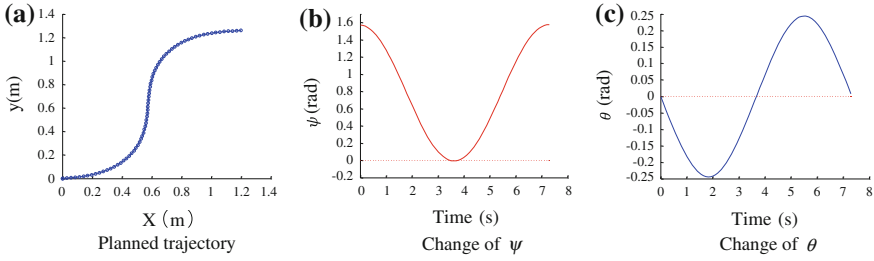 (a)
1.4
1.2
1
0.8
0.6
0.4
0.2
0
y(m)
0 0.2 0.4 0.6 0.8 1 1.2 1.4
X (m)
Planned trajectory
(b)
1.6
1.4
1.2
1
0.8
0.6
0.4
0.2
0
-0.2
ψ (rad)
0 1 2 3 4 5 6 7 8
Time (s)
Change of ψ
(c)
0.25
0.2
0.15
0.1
0.05
0
-0.05
-0.1
-0.15
-0.2
-0.25
θ (rad)
0 1 2 3 4 5 6 7 8
Time (s)
Change of θ